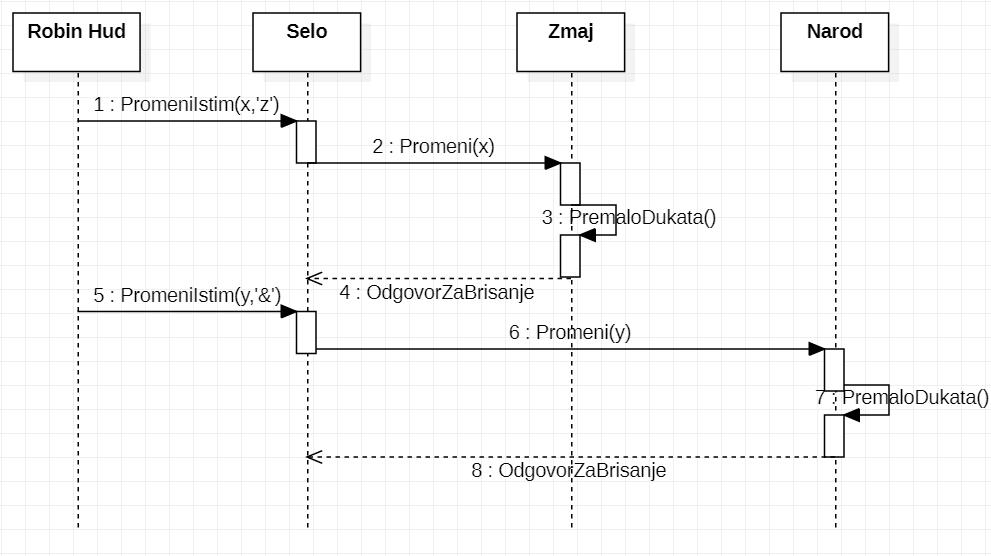 Robin Hud
Selo
Zmaj
Narod
1 : PromeniIstim(x,'z')
2 : Promeni(x)
3 : PremaloDukata()
4 : OdgovorZaBrisanje
5 : PromeniIstim(y,'&')
6 : Promeni(y)
7 : PremaloDukata()
8 : OdgovorZaBrisanje